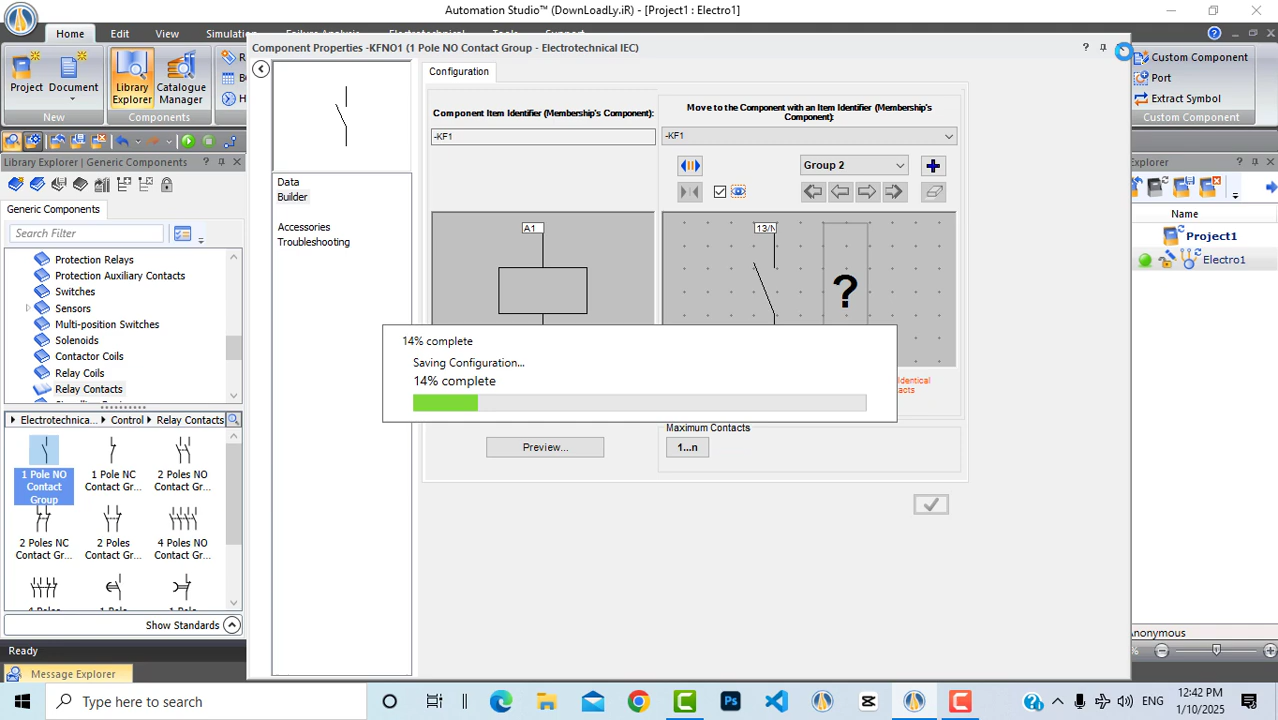 Automation Studio™ (DownLoadLy.iR) - [Project1 : Electro1]
Home Edit View
Component Properties -KFNO1 (1 Pole NO Contact Group - Electrotechnical IEC)
Configuration
Custom Component
Port
Extract Symbol
Custom Component
Project Document Library Explorer Catalogue Manager
New Components
Component Item Identifier (Membership's Component):
Move to the Component with an Item Identifier (Membership's Component):
-KF1
-KF1
Group 2
Data
Builder
Accessories
Troubleshooting
A1
13/N
?
Library Explorer | Generic Components
Generic Components
Search Filter
Protection Relays
Protection Auxiliary Contacts
Switches
Sensors
Multi-position Switches
Solenoids
Contactor Coils
Relay Coils
Relay Contacts
Electrotechnica... Control Relay Contacts
1 Pole NO Contact Group
1 Pole NC Contact Gr...
2 Poles NO Contact Gr...
2 Poles NC Contact Gr...
2 Poles Contact Gr...
4 Poles NO Contact Gr...
Show Standards
Explorer
Name
Project1
Electro1
14% complete
Saving Configuration...
14% complete
Identical
Maximum Contacts
Preview...
1...n
Anonymous
Ready
Message Explorer
Type here to search
Ps
ENG
12:42 PM
1/10/2025